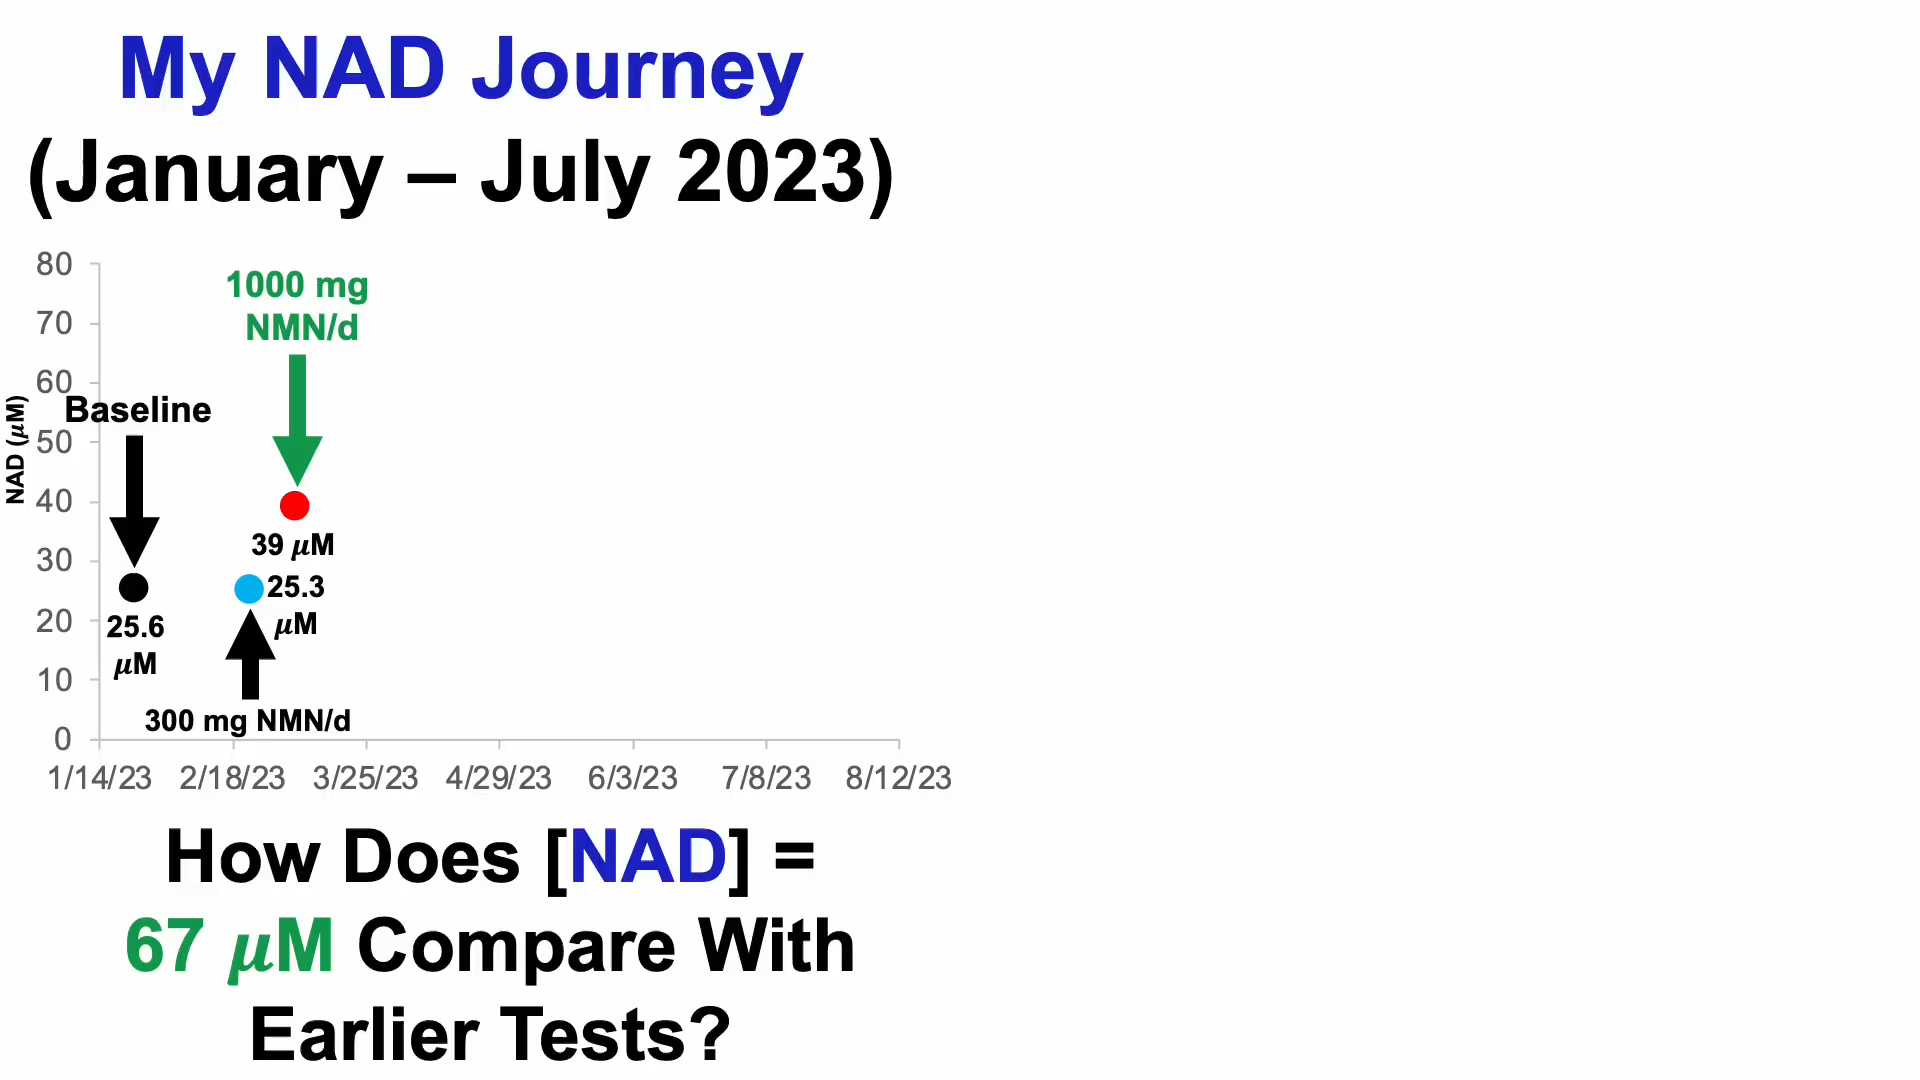 My NAD Journey
(January – July 2023)
80
70
60
50
40
30
20
10
0
NAD (μM)
1000 mg
NMN/d
Baseline
39 μM
25.3
μM
25.6
μM
300 mg NMN/d
1/14/23 2/18/23 3/25/23 4/29/23 6/3/23 7/8/23 8/12/23
How Does [NAD] =
67 μM Compare With
Earlier Tests?